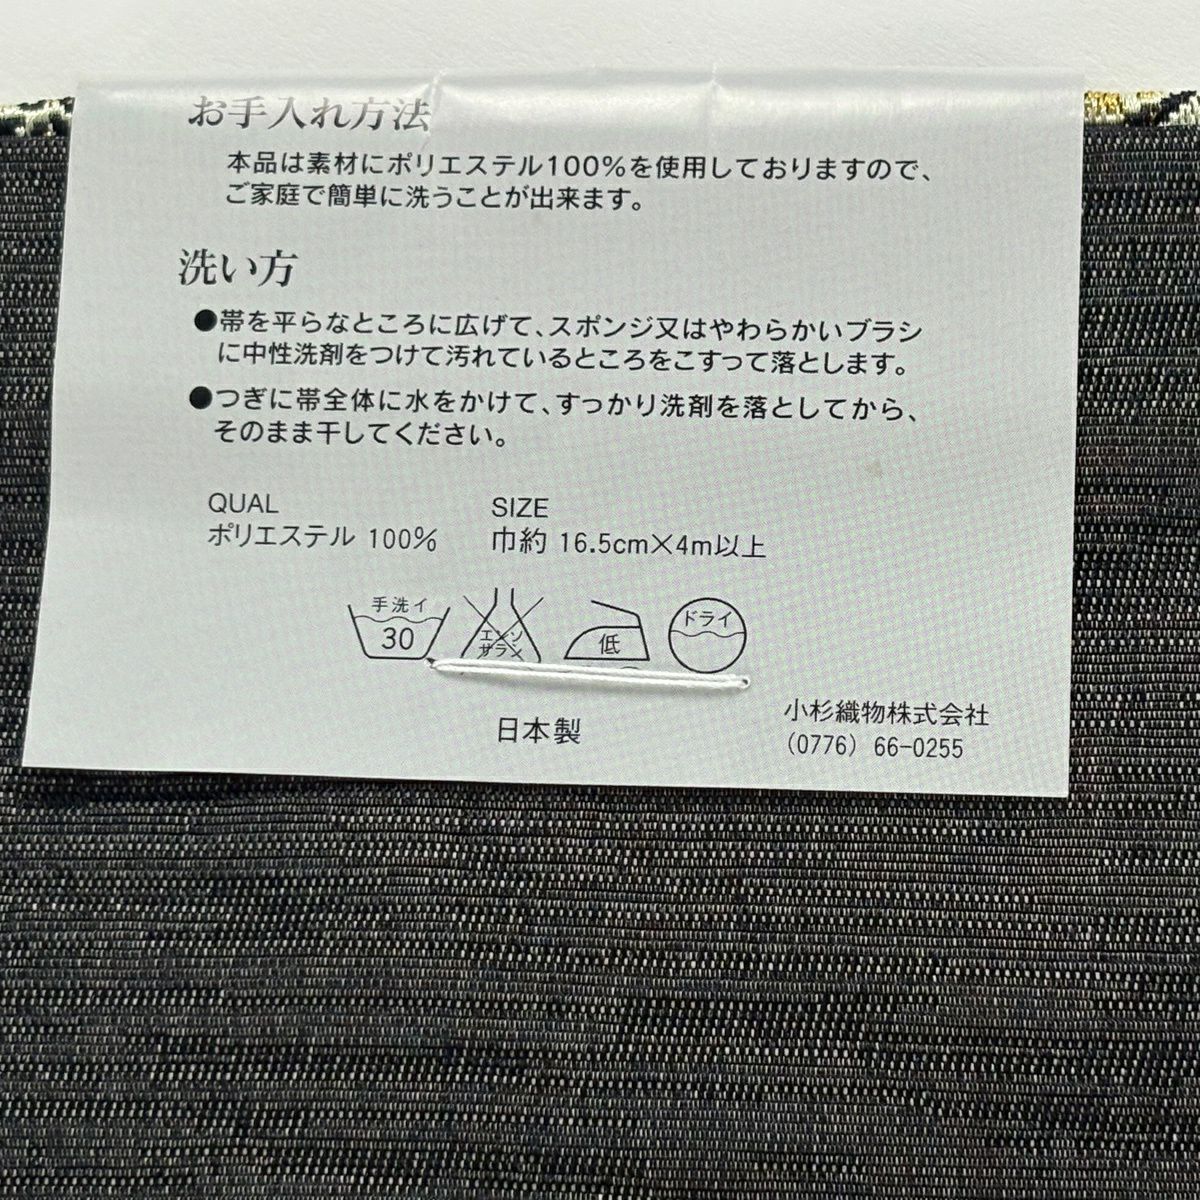 お手入れ方法
本品は素材にポリエステル100%を使用しておりますので、
ご家庭で簡単に洗うことが出来ます。
洗い方
●帯を平らなところに広げて、スポンジ又はやわらかいブラシ
に中性洗剤をつけて汚れているところをこすって落とします。
●つぎに帯全体に水をかけて、すっかり洗剤を落としてから、
そのまま干してください。
QUAL
ポリエステル 100%
SIZE
巾約 16.5cm×4m以上
手洗イ
30
エンソ
サラシ
低
ドライ
日本製
小杉織物株式会社
(0776) 66-0255